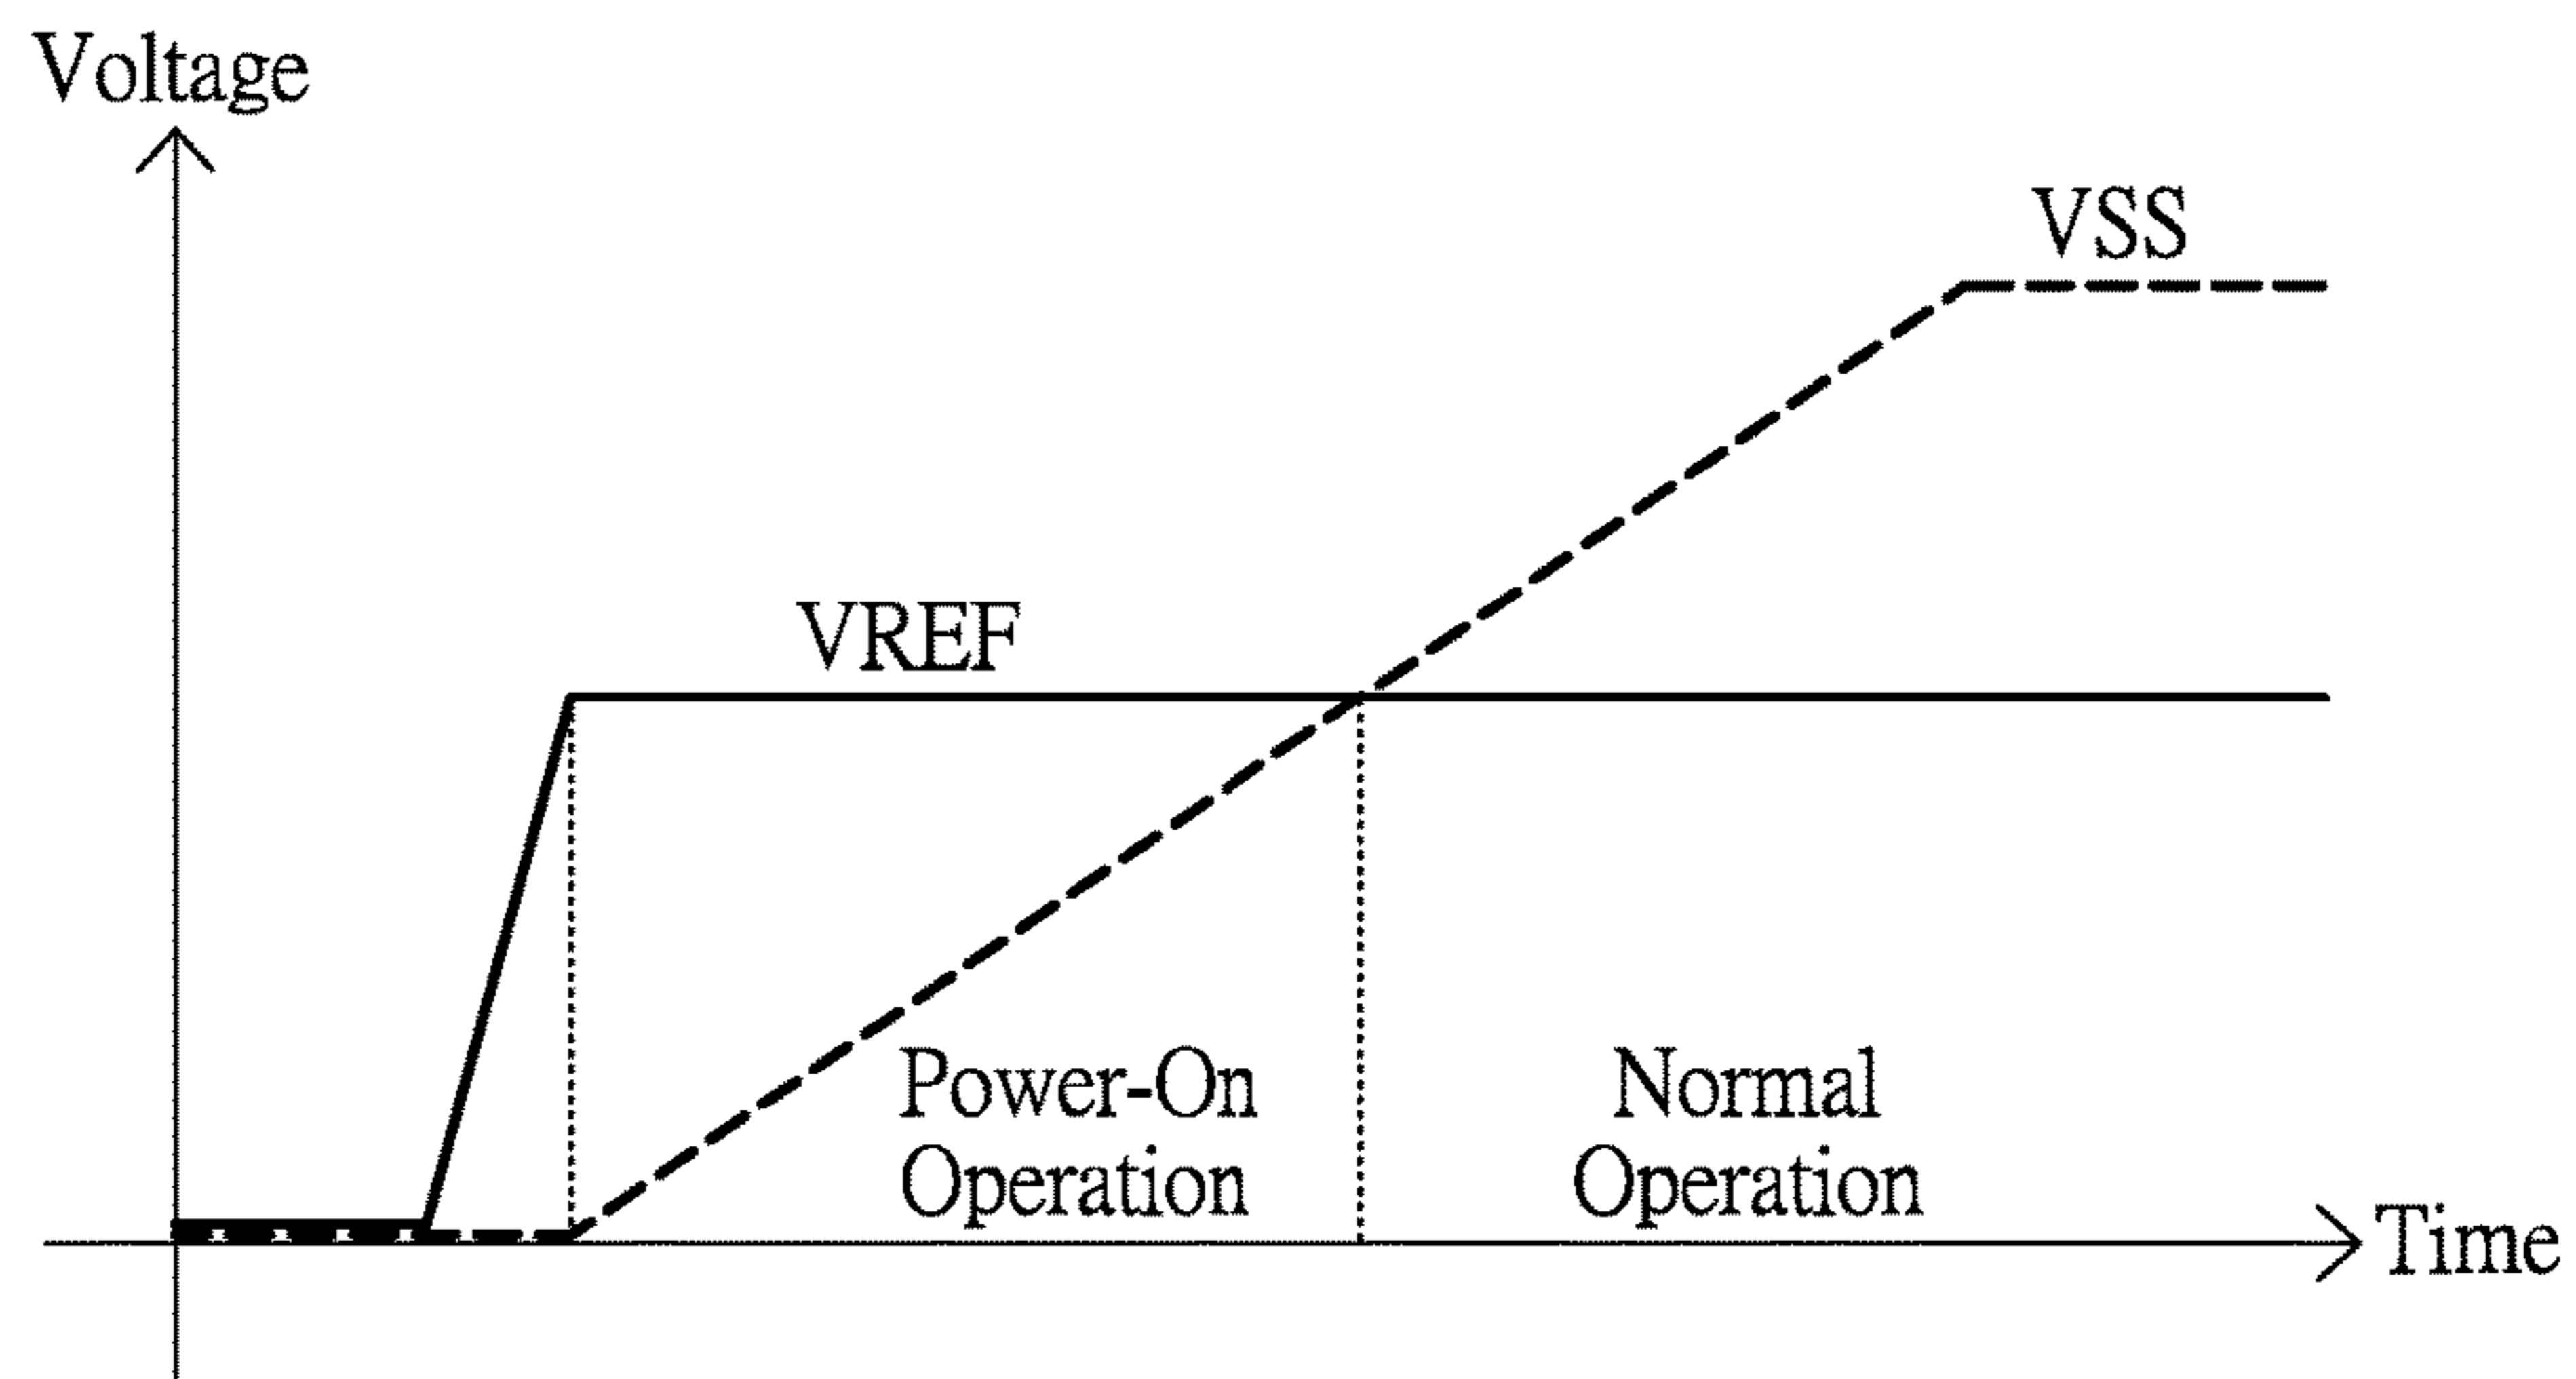 Voltage
VSS
VREF
Power-On
Operation
Normal
Operation
Time